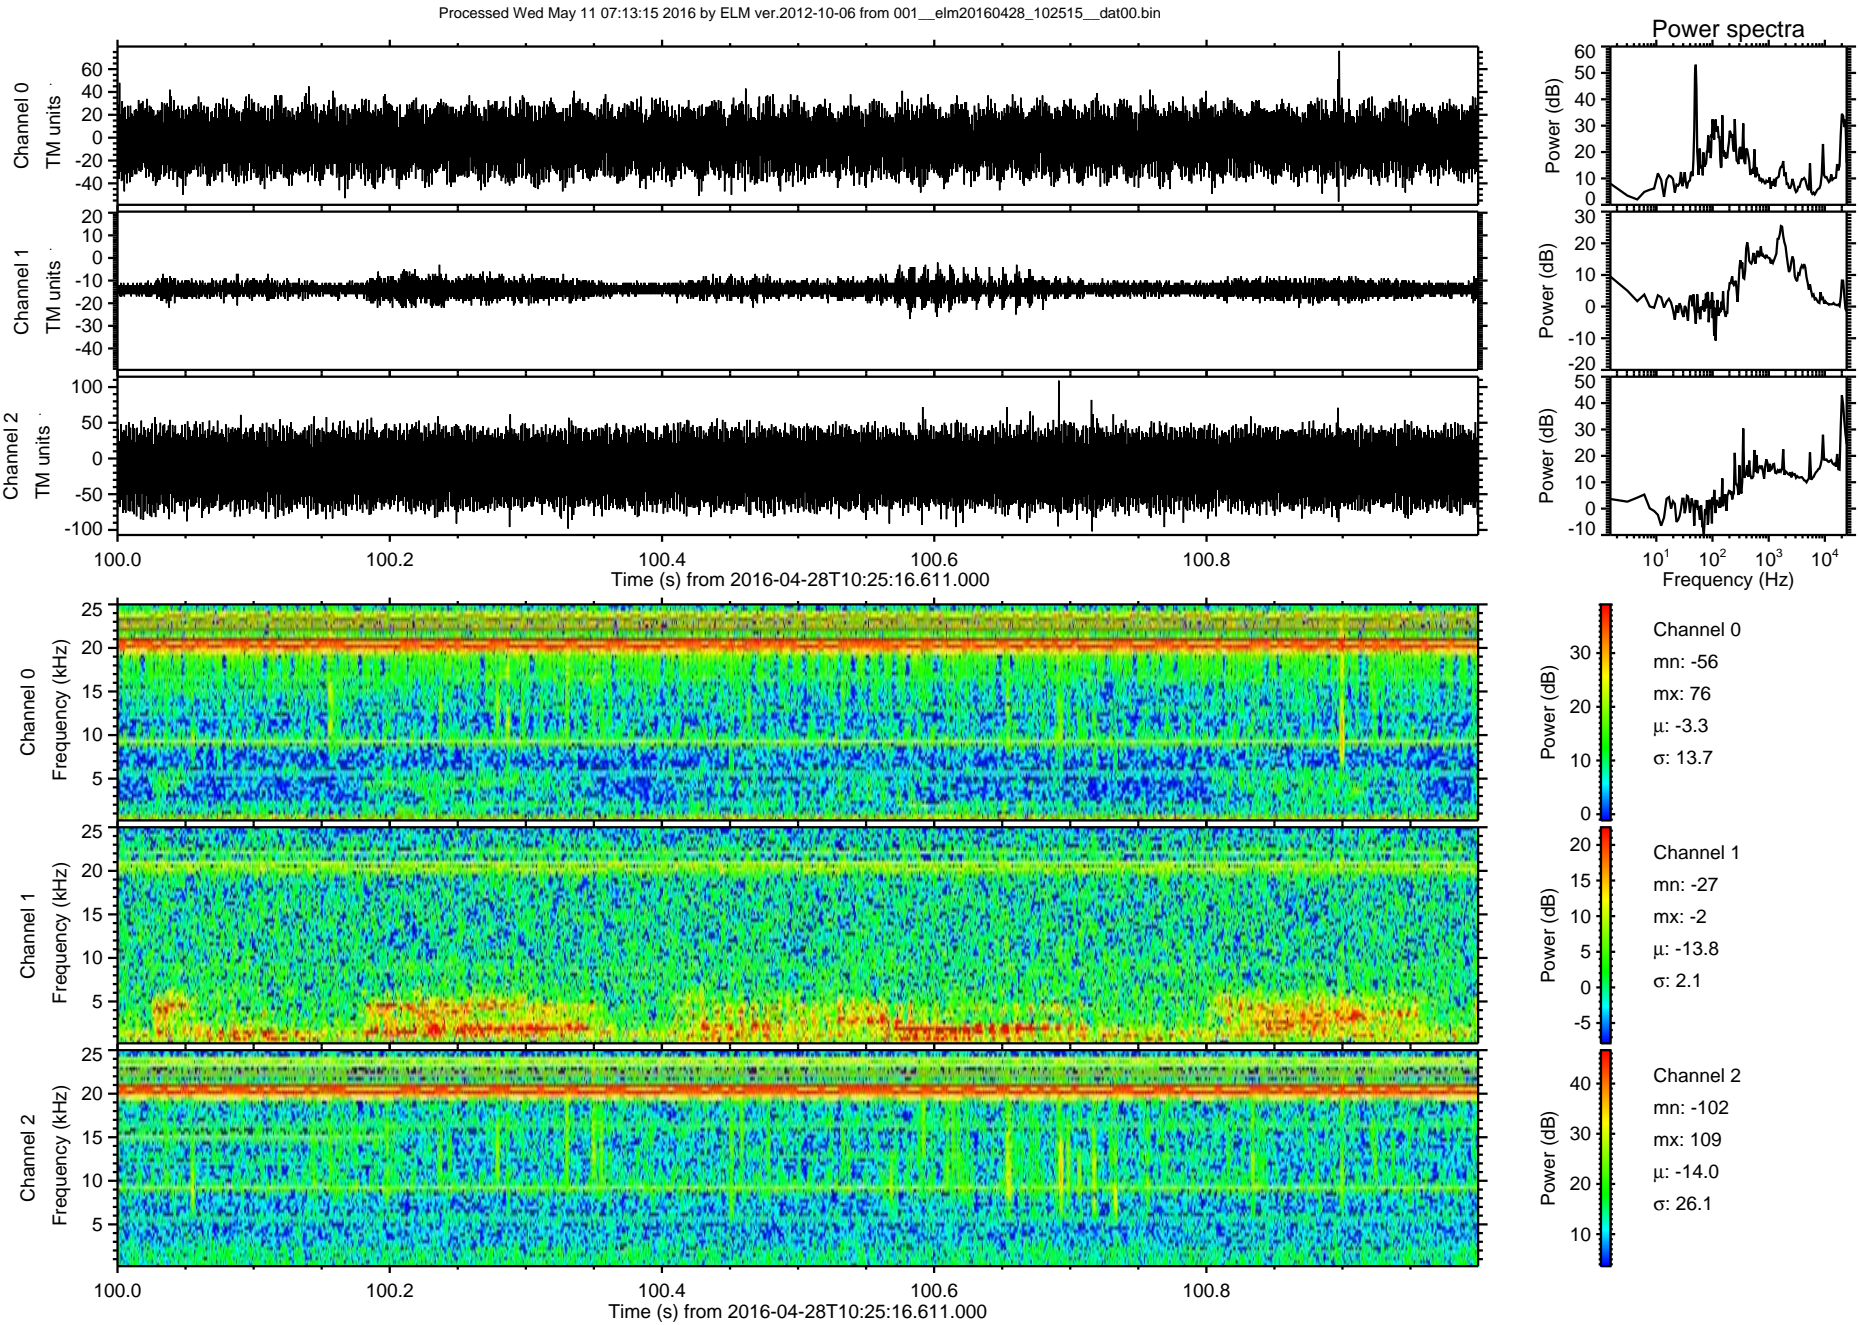 Processed Wed May 11 07:13:15 2016 by ELM ver.2012-10-06 from 001__elm20160428_102515__dat00.bin
Power spectra
Channel 0
TM units
60
40
20
0
-20
-40
Power (dB)
60
50
40
30
20
10
0
Channel 1
TM units
20
10
0
-10
-20
-30
-40
Power (dB)
30
20
10
0
-10
-20
Channel 2
TM units
100
50
0
-50
-100
Power (dB)
50
40
30
20
10
0
-10
100.0 100.2 100.4 100.6 100.8
Time (s) from 2016-04-28T10:25:16.611.000
10^1 10^2 10^3 10^4
Frequency (Hz)
Channel 0
Frequency (kHz)
25
20
15
10
5
Power (dB)
30
20
10
0
Channel 0
mn: -56
mx: 76
μ: -3.3
σ: 13.7
Channel 1
Frequency (kHz)
25
20
15
10
5
Power (dB)
20
15
10
5
0
-5
Channel 1
mn: -27
mx: -2
μ: -13.8
σ: 2.1
Channel 2
Frequency (kHz)
25
20
15
10
5
Power (dB)
40
30
20
10
Channel 2
mn: -102
mx: 109
μ: -14.0
σ: 26.1
100.0 100.2 100.4 100.6 100.8
Time (s) from 2016-04-28T10:25:16.611.000